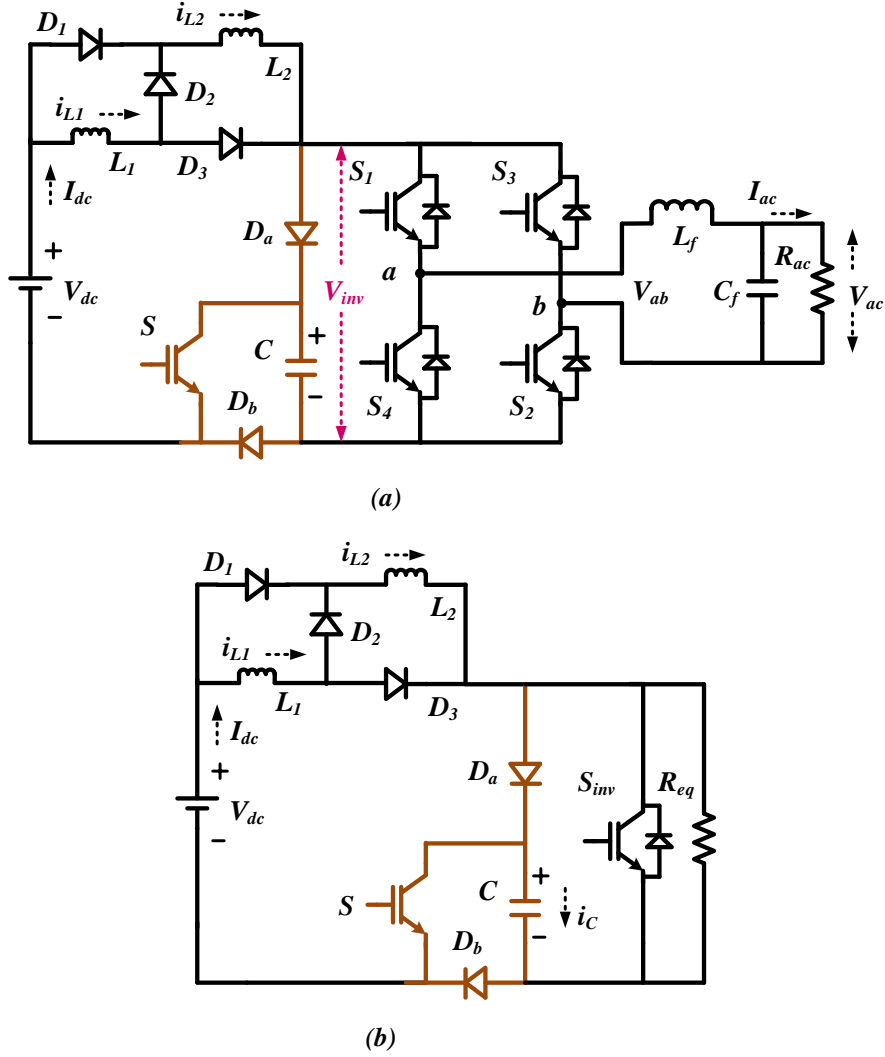 D1
iL2
L2
D2
iL1
L1
D3
Idc
S1
S3
Iac
Da
Lf
a
Rac
+
Vdc
−
Vinv
Vab
Cf
Vac
b
S
C
+
−
Db
S4
S2
(a)
D1
iL2
L2
D2
iL1
L1
D3
Idc
Da
Sinv
Req
+
Vdc
−
S
C
+
iC
−
Db
(b)